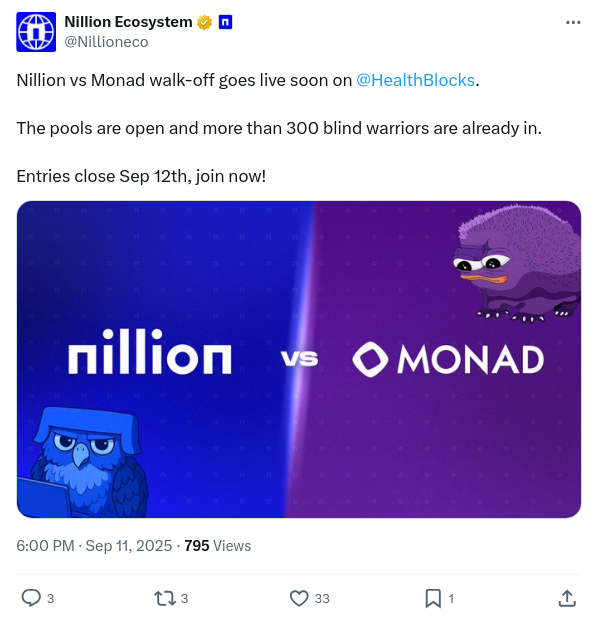 Nillion Ecosystem
@Nillioneco
Nillion vs Monad walk-off goes live soon on @HealthBlocks.
The pools are open and more than 300 blind warriors are already in.
Entries close Sep 12th, join now!
nillion vs MONAD
6:00 PM · Sep 11, 2025 · 795 Views
3 3 33 1